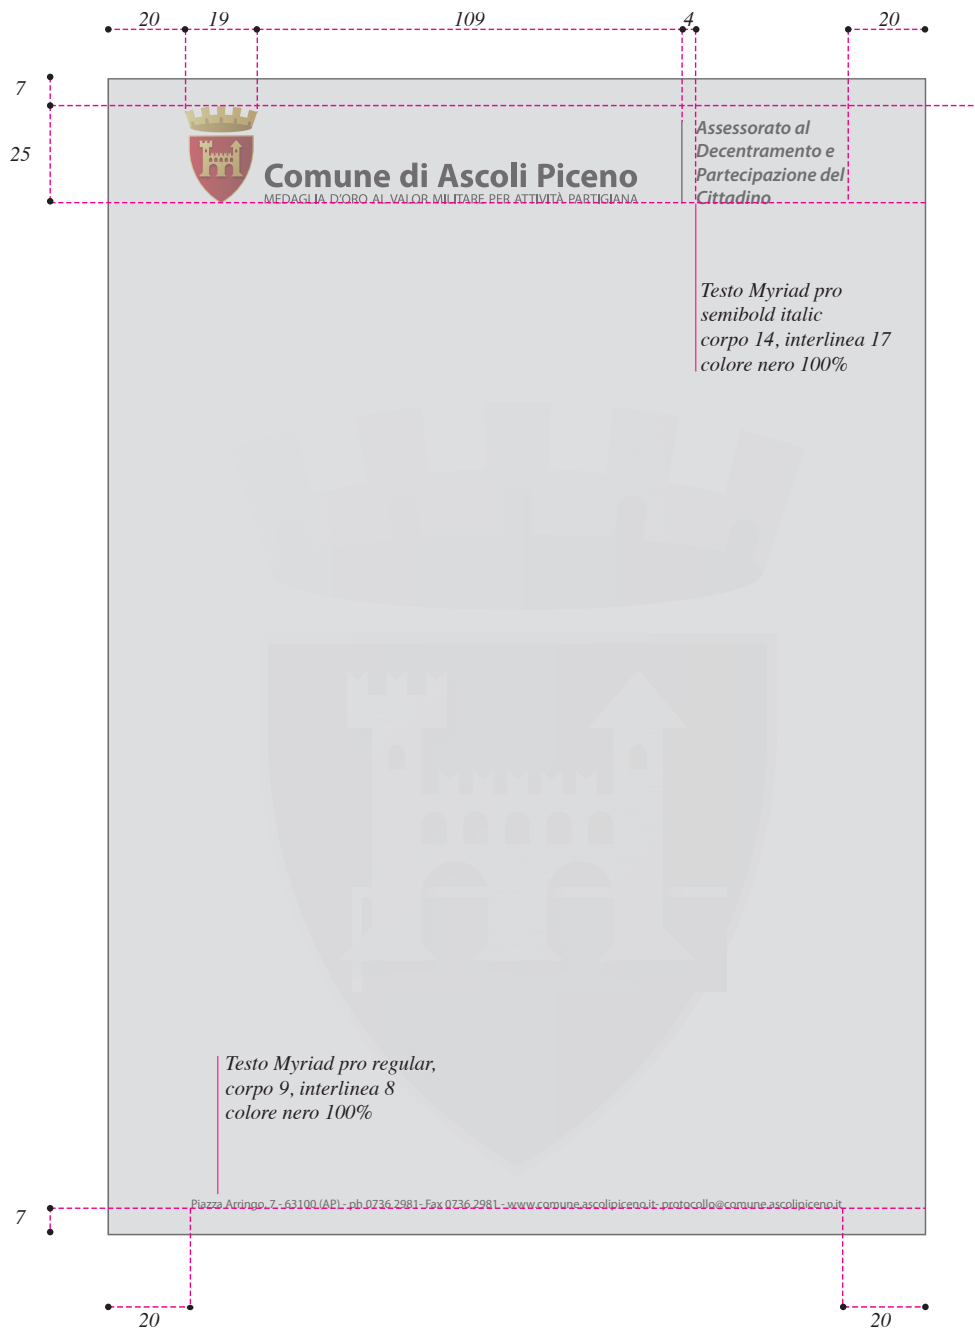 20 19 109 4 20
7
25
Assessorato al
Decentramento e
Partecipazione del
Cittadino
Comune di Ascoli Piceno
MEDAGLIA D'ORO AL VALOR MILITARE PER ATTIVITÀ PARTIGIANA
Testo Myriad pro
semibold italic
corpo 14, interlinea 17
colore nero 100%
Testo Myriad pro regular,
corpo 9, interlinea 8
colore nero 100%
Piazza Arringo, 7 - 63100 (AP) - ph 0736 2981- Fax 0736 2981 - www.comune.ascolipiceno.it- protocollo@comune.ascolipiceno.it
7
20 20